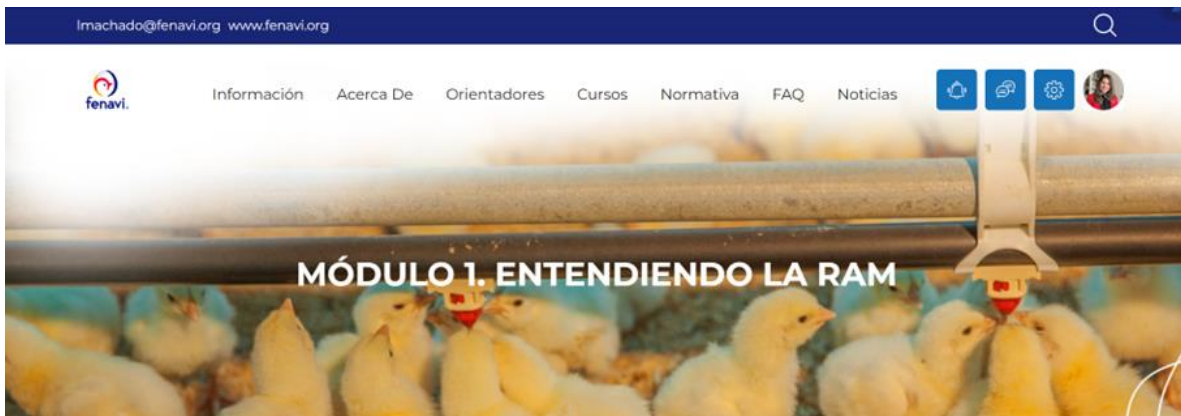 lmachado@fenavi.org www.fenavi.org
fenavi.
Información Acerca De Orientadores Cursos Normativa FAQ Noticias
MÓDULO 1. ENTENDIENDO LA RAM